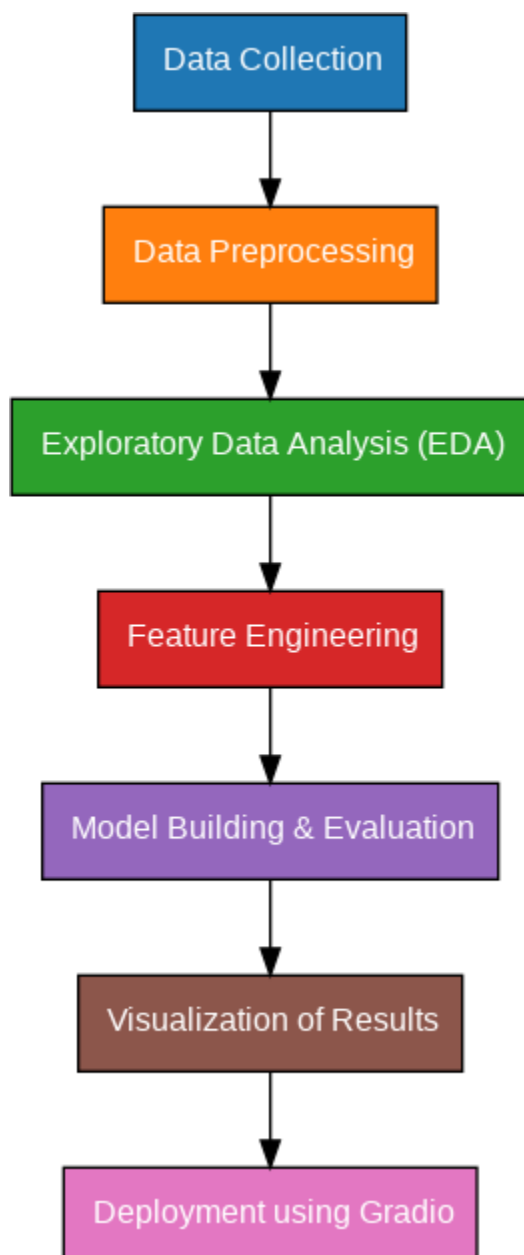 Data Collection
Data Preprocessing
Exploratory Data Analysis (EDA)
Feature Engineering
Model Building & Evaluation
Visualization of Results
Deployment using Gradio